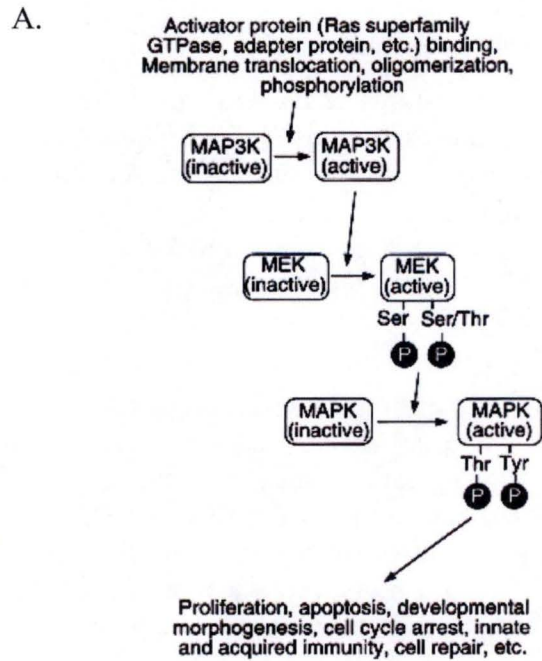 A.
Activator protein (Ras superfamily
GTPase, adapter protein, etc.) binding,
Membrane translocation, oligomerization,
phosphorylation
MAP3K
(inactive)
MAP3K
(active)
MEK
(inactive)
MEK
(active)
Ser Ser/Thr
P P
MAPK
(inactive)
MAPK
(active)
Thr Tyr
P P
Proliferation, apoptosis, developmental
morphogenesis, cell cycle arrest, innate
and acquired immunity, cell repair, etc.